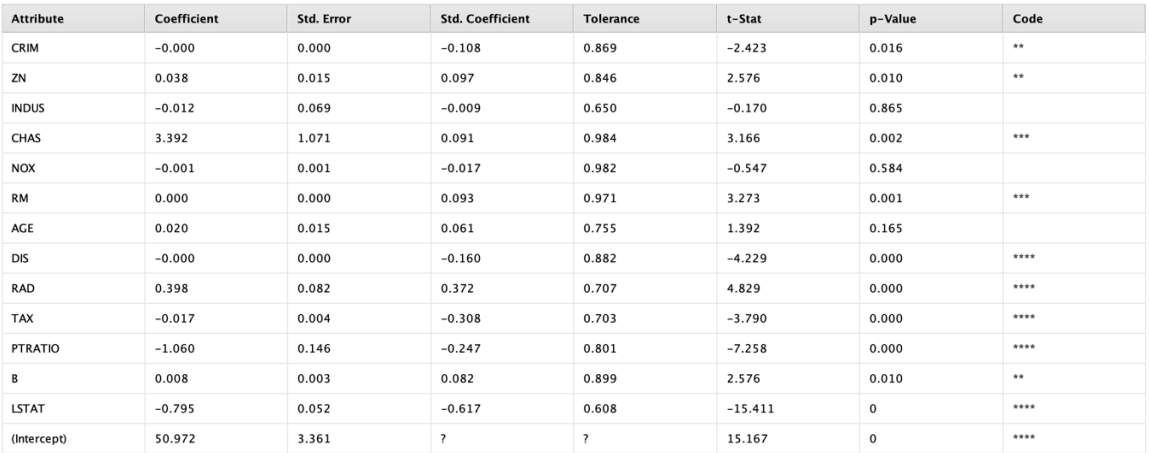 Attribute Coefficient Std. Error Std. Coefficient Tolerance t-Stat p-Value Code
CRIM -0.000 0.000 -0.108 0.869 -2.423 0.016 **
ZN 0.038 0.015 0.097 0.846 2.576 0.010 **
INDUS -0.012 0.069 -0.009 0.650 -0.170 0.865
CHAS 3.392 1.071 0.091 0.984 3.166 0.002 ***
NOX -0.001 0.001 -0.017 0.982 -0.547 0.584
RM 0.000 0.000 0.093 0.971 3.273 0.001 ***
AGE 0.020 0.015 0.061 0.755 1.392 0.165
DIS -0.000 0.000 -0.160 0.882 -4.229 0.000 ****
RAD 0.398 0.082 0.372 0.707 4.829 0.000 ****
TAX -0.017 0.004 -0.308 0.703 -3.790 0.000 ****
PTRATIO -1.060 0.146 -0.247 0.801 -7.258 0.000 ****
B 0.008 0.003 0.082 0.899 2.576 0.010 **
LSTAT -0.795 0.052 -0.617 0.608 -15.411 0 ****
(Intercept) 50.972 3.361 ? ? 15.167 0 ****